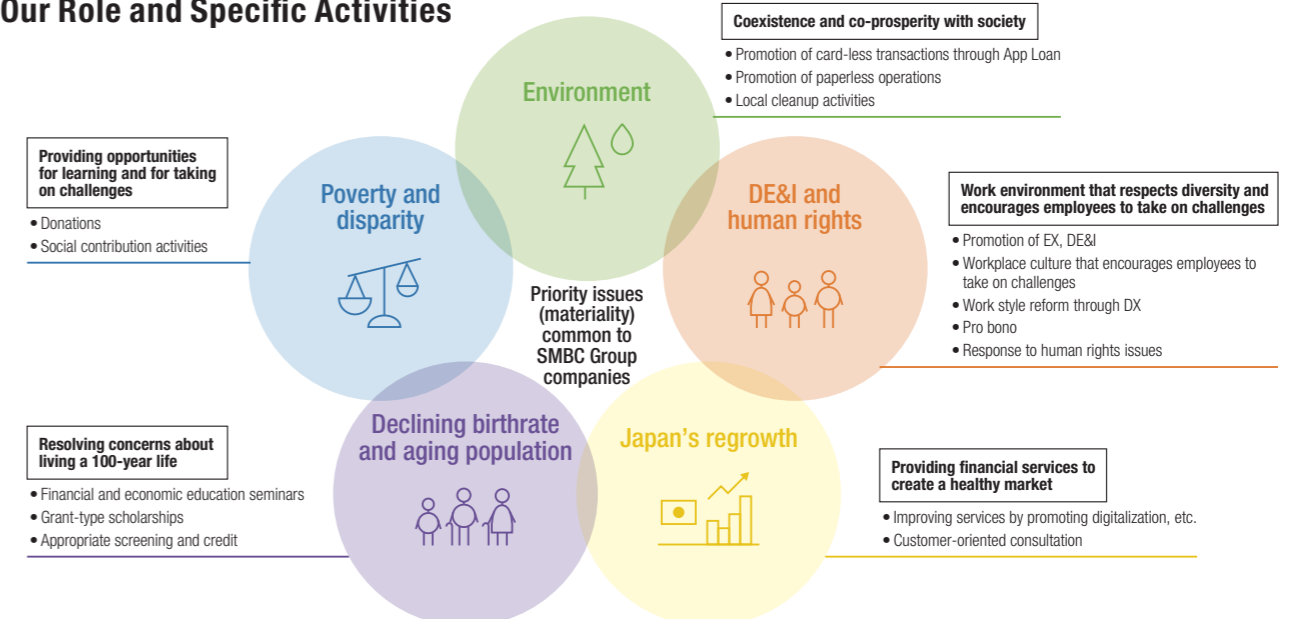 Our Role and Specific Activities
Environment
Coexistence and co-prosperity with society
• Promotion of card-less transactions through App Loan
• Promotion of paperless operations
• Local cleanup activities
Providing opportunities
for learning and for taking
on challenges
• Donations
• Social contribution activities
Poverty and
disparity
DE&I and
human rights
Work environment that respects diversity and
encourages employees to take on challenges
• Promotion of EX, DE&I
• Workplace culture that encourages employees to
take on challenges
• Work style reform through DX
• Pro bono
• Response to human rights issues
Priority issues
(materiality)
common to
SMBC Group
companies
Resolving concerns about
living a 100-year life
• Financial and economic education seminars
• Grant-type scholarships
• Appropriate screening and credit
Declining birthrate
and aging population
Japan's regrowth
Providing financial services to
create a healthy market
• Improving services by promoting digitalization, etc.
• Customer-oriented consultation